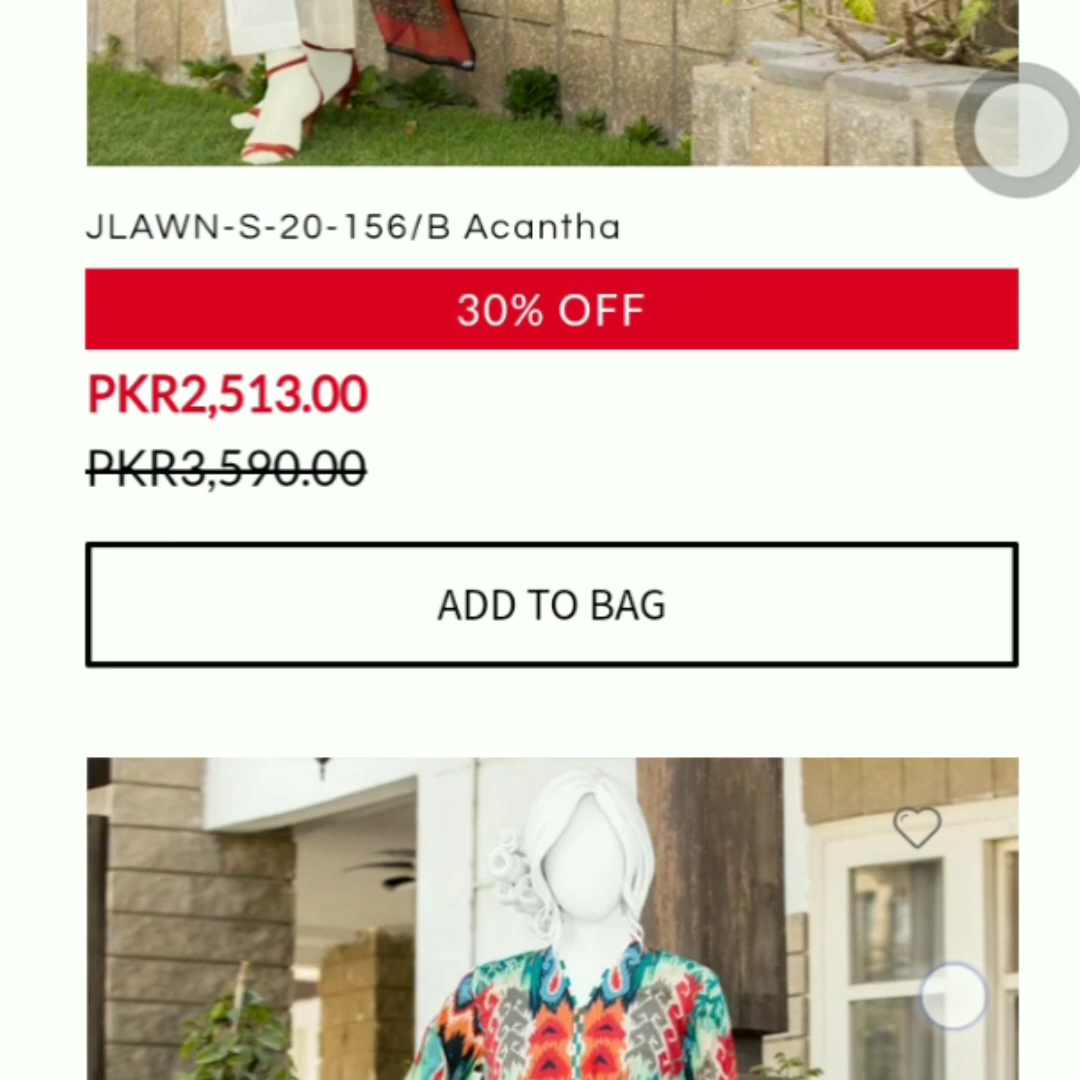 JLAWN-S-20-156/B Acantha
30% OFF
PKR2,513.00
PKR3,590.00
ADD TO BAG